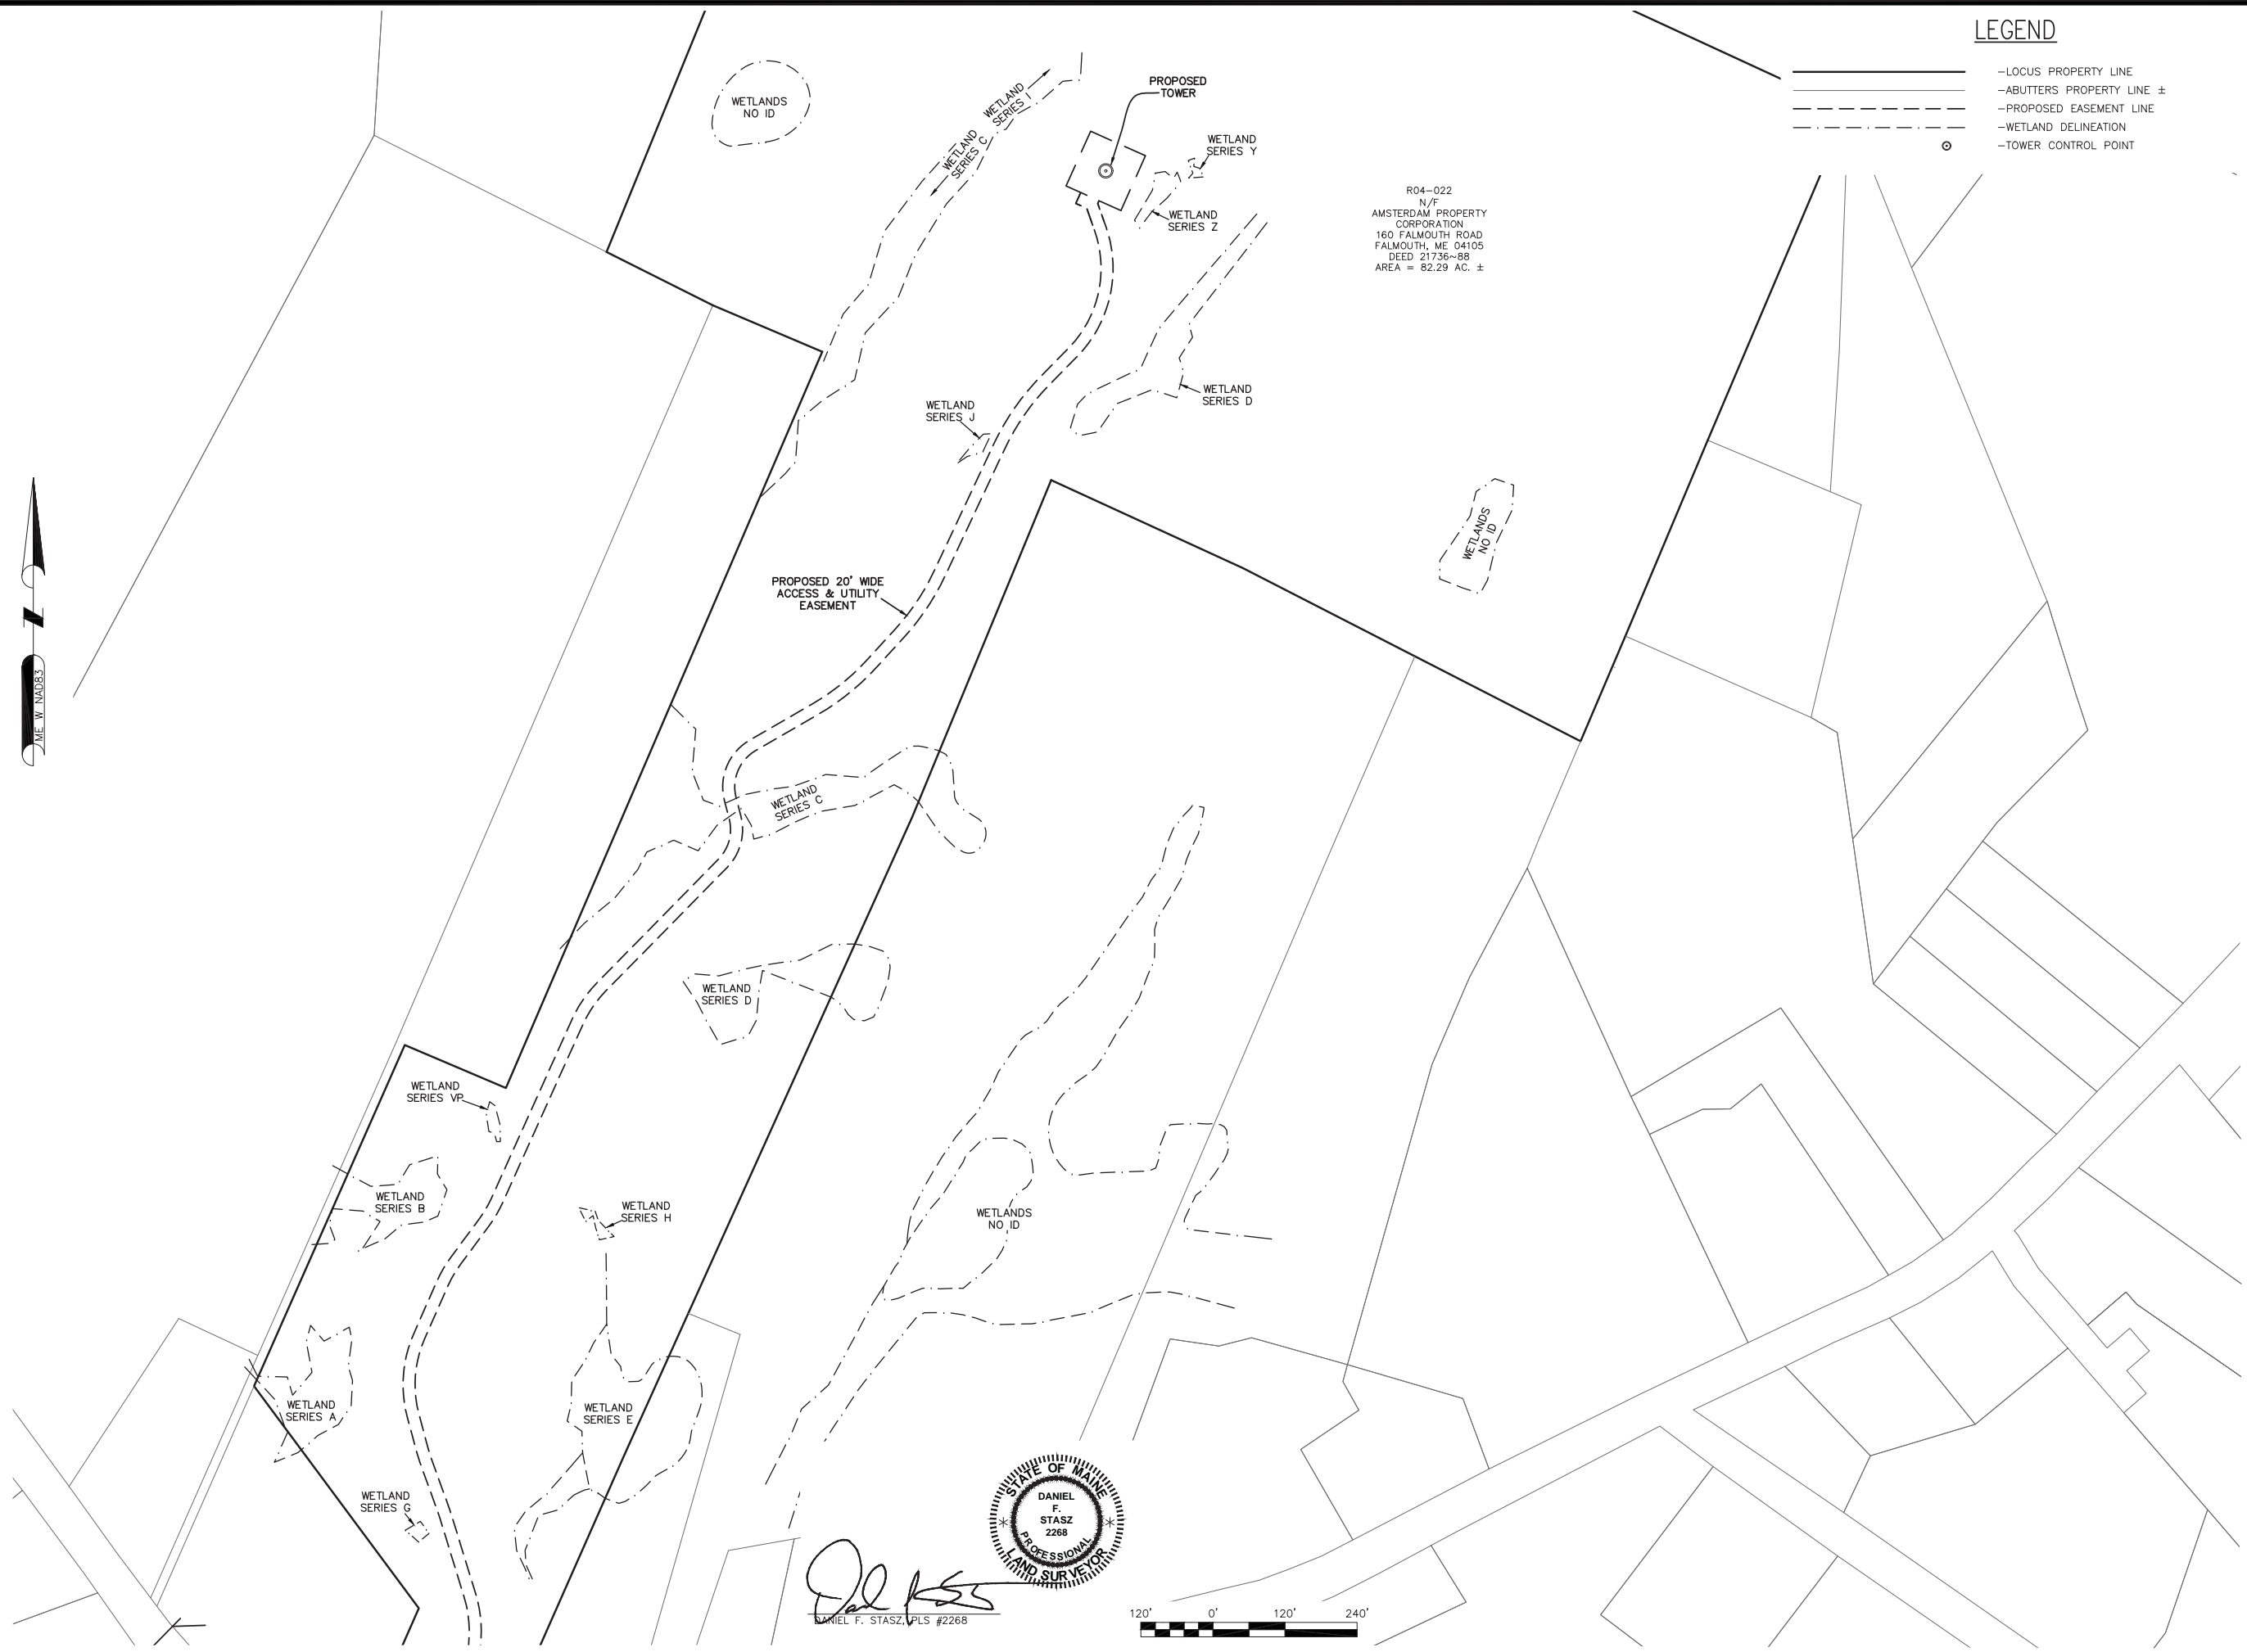 LEGEND
-LOCUS PROPERTY LINE
-ABUTTERS PROPERTY LINE ±
-PROPOSED EASEMENT LINE
-WETLAND DELINEATION
-TOWER CONTROL POINT
WETLANDS
NO ID
WETLAND
SERIES I
WETLAND
SERIES C
PROPOSED
TOWER
WETLAND
SERIES Y
WETLAND
SERIES Z
R04-022
N/F
AMSTERDAM PROPERTY
CORPORATION
160 FALMOUTH ROAD
FALMOUTH, ME 04105
DEED 21736~88
AREA = 82.29 AC. ±
WETLAND
SERIES D
WETLAND
SERIES J
WETLANDS
NO ID
N
ME W NAD83
PROPOSED 20' WIDE
ACCESS & UTILITY
EASEMENT
WETLAND
SERIES C
WETLAND
SERIES D
WETLAND
SERIES VP
WETLAND
SERIES B
WETLAND
SERIES H
WETLANDS
NO ID
WETLAND
SERIES A
WETLAND
SERIES E
WETLAND
SERIES G
STATE OF MAINE
DANIEL
F.
STASZ
2268
PROFESSIONAL
LAND SURVEYOR
DANIEL F. STASZ, PLS #2268
120' 0' 120' 240'